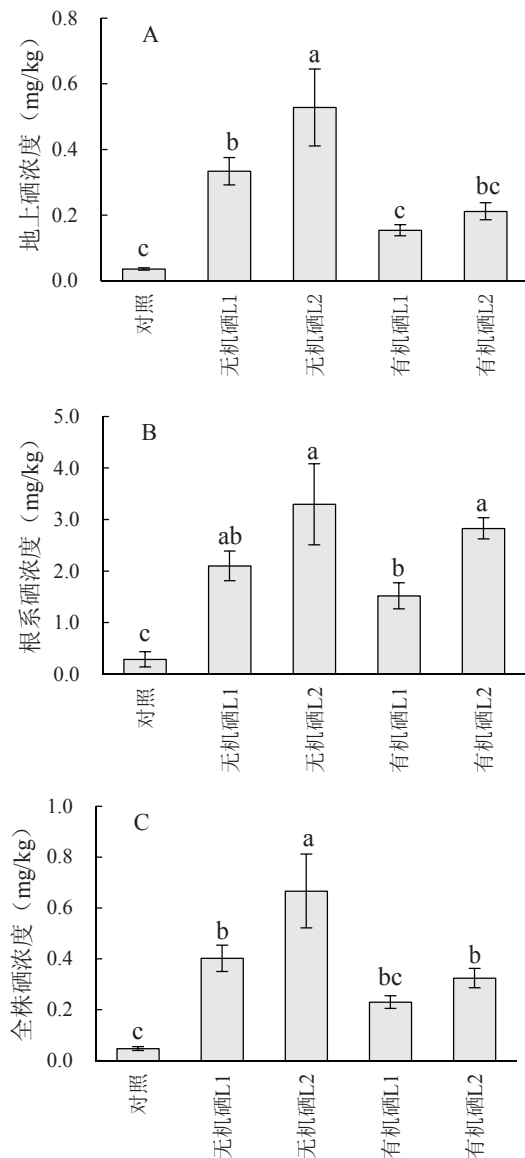 A
0.8
0.6
0.4
0.2
0.0
地上硒浓度（mg/kg）
c
b
a
c
bc
对照
无机硒L1
无机硒L2
有机硒L1
有机硒L2
B
5.0
4.0
3.0
2.0
1.0
0.0
根系硒浓度（mg/kg）
c
ab
a
b
a
对照
无机硒L1
无机硒L2
有机硒L1
有机硒L2
C
1.0
0.8
0.6
0.4
0.2
0.0
全株硒浓度（mg/kg）
c
b
a
bc
b
对照
无机硒L1
无机硒L2
有机硒L1
有机硒L2